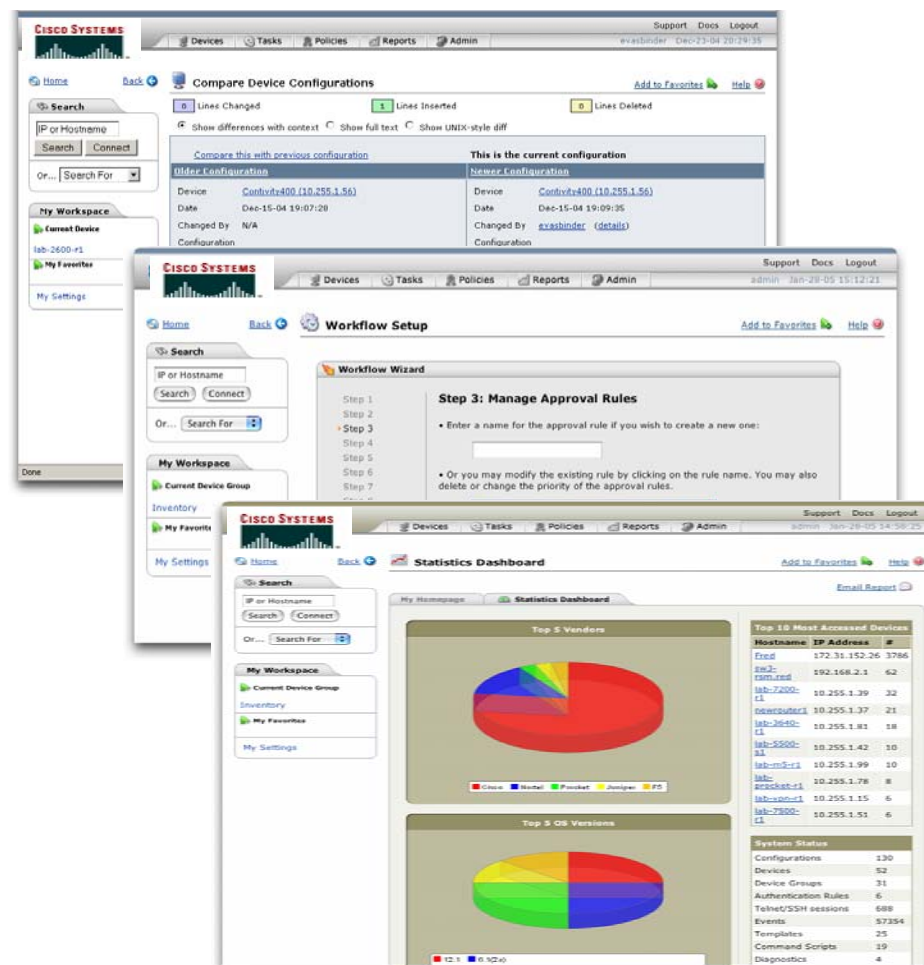 CISCO SYSTEMS
Support Docs Logout
Devices Tasks Policies Reports Admin
evasbinder Dec-23-04 20:29:35
Home Back
Compare Device Configurations
Add to Favorites Help
Search
IP or Hostname
Search Connect
Or... Search For
0 Lines Changed 1 Lines Inserted 0 Lines Deleted
Show differences with context Show full text Show UNIX-style diff
Compare this with previous configuration This is the current configuration
Older Configuration Newer Configuration
Device Contivity400 (10.255.1.56) Device Contivity400 (10.255.1.56)
Date Dec-15-04 19:07:28 Date Dec-15-04 19:09:35
Changed By N/A Changed By evasbinder (details)
Configuration Configuration
My Workspace
Current Device
lab-2600-r1
My Favorites
My Settings
Done
CISCO SYSTEMS
Support Docs Logout
Devices Tasks Policies Reports Admin
admin Jan-28-05 15:12:21
Home Back
Workflow Setup
Add to Favorites Help
Search
IP or Hostname
Search Connect
Or... Search For
Workflow Wizard
Step 1
Step 2
Step 3
Step 4
Step 5
Step 6
Step 7
Step 3: Manage Approval Rules
• Enter a name for the approval rule if you wish to create a new one:
• Or you may modify the existing rule by clicking on the rule name. You may also
delete or change the priority of the approval rules.
My Workspace
Current Device Group
Inventory
My Favorite
My Settings
CISCO SYSTEMS
Support Docs Logout
Devices Tasks Policies Reports Admin
admin Jan-28-05 14:58:25
Home Back
Statistics Dashboard
Add to Favorites Help
Email Report
Search
IP or Hostname
Search Connect
Or... Search For
My Workspace
Current Device Group
Inventory
My Favorites
My Settings
My Homepage Statistics Dashboard
Top 5 Vendors
Cisco Nortel Procket Juniper F5
Top 5 OS Versions
12.1 6.1(2x)
Top 10 Most Accessed Devices
Hostname IP Address #
Fred 172.31.152.26 3786
sw3-rsm.red 192.168.2.1 62
lab-7200-r1 10.255.1.39 32
newrouter1 10.255.1.37 21
lab-3640-r1 10.255.1.81 18
lab-5500-s1 10.255.1.42 10
lab-m5-r1 10.255.1.99 10
lab-procket-r1 10.255.1.78 8
lab-vpn-r1 10.255.1.15 6
lab-7500-r1 10.255.1.51 6
System Status
Configurations 130
Devices 52
Device Groups 31
Authentication Rules 6
Telnet/SSH sessions 688
Events 57354
Templates 25
Command Scripts 19
Diagnostics 4